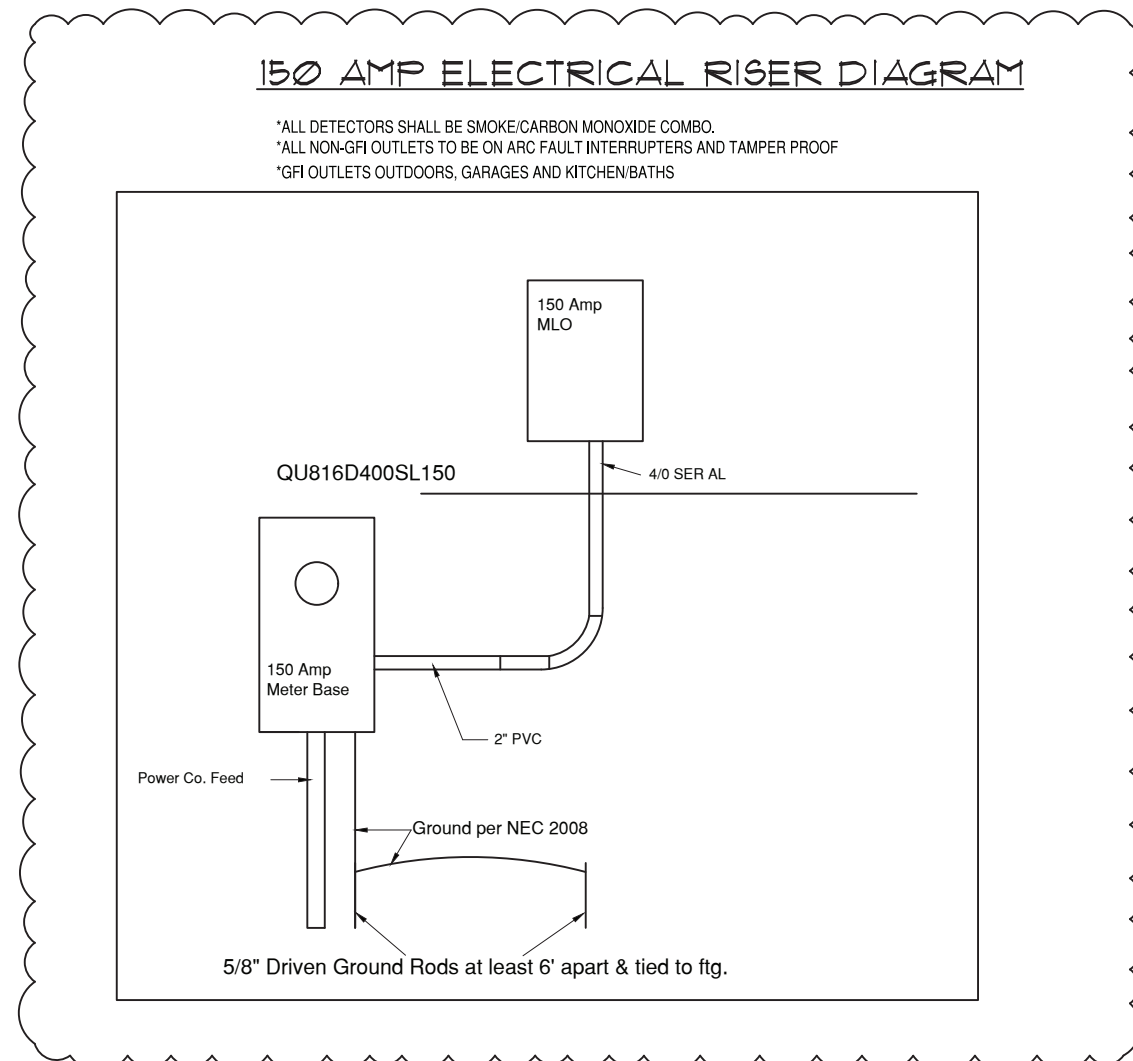 150 AMP ELECTRICAL RISER DIAGRAM
*ALL DETECTORS SHALL BE SMOKE/CARBON MONOXIDE COMBO.
*ALL NON-GFI OUTLETS TO BE ON ARC FAULT INTERRUPTERS AND TAMPER PROOF
*GFI OUTLETS OUTDOORS, GARAGES AND KITCHEN/BATHS
150 Amp
MLO
QU816D400SL150
4/0 SER AL
150 Amp
Meter Base
2" PVC
Power Co. Feed
Ground per NEC 2008
5/8" Driven Ground Rods at least 6' apart & tied to ftg.